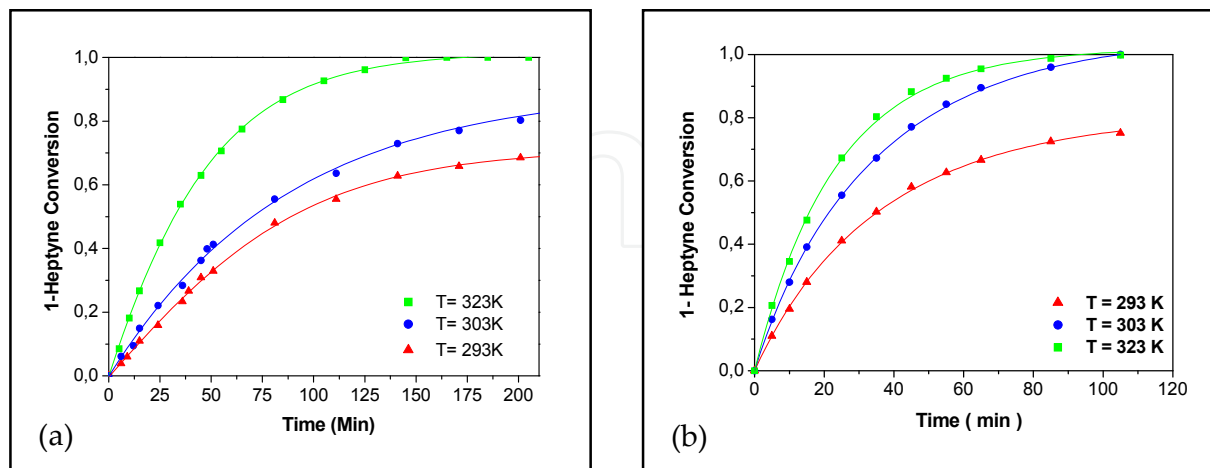 1,0
0,8
0,6
0,4
0,2
0,0
1-Heptyne Conversion
T= 323K
T= 303K
T= 293K
0 25 50 75 100 125 150 175 200
Time (Min)
(a)
1,0
0,8
0,6
0,4
0,2
0,0
1- Heptyne Conversion
T = 293 K
T = 303 K
T = 323 K
0 20 40 60 80 100 120
Time ( min )
(b)